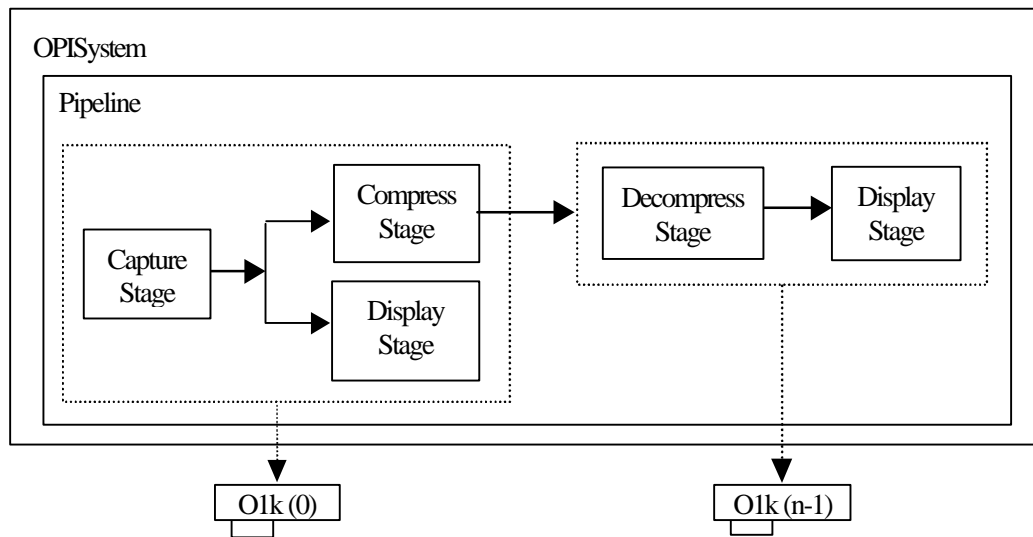 OPISystem
Pipeline
Capture
Stage
Compress
Stage
Display
Stage
Decompress
Stage
Display
Stage
O1k (0)
O1k (n-1)